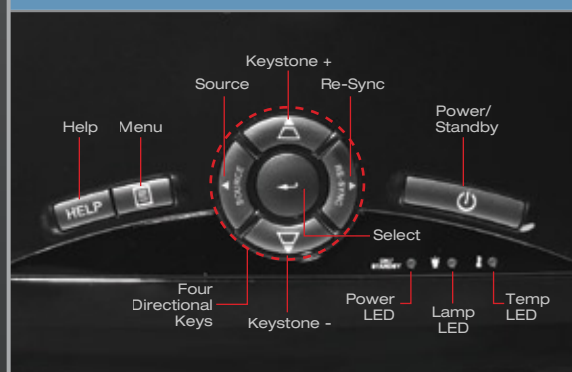 Keystone +
Source
Re-Sync
Power/
Standby
Help
Menu
HELP
SOURCE
RE-SYNC
Select
STANDBY
Four
Directional
Keys
Keystone -
Power
LED
Lamp
LED
Temp
LED